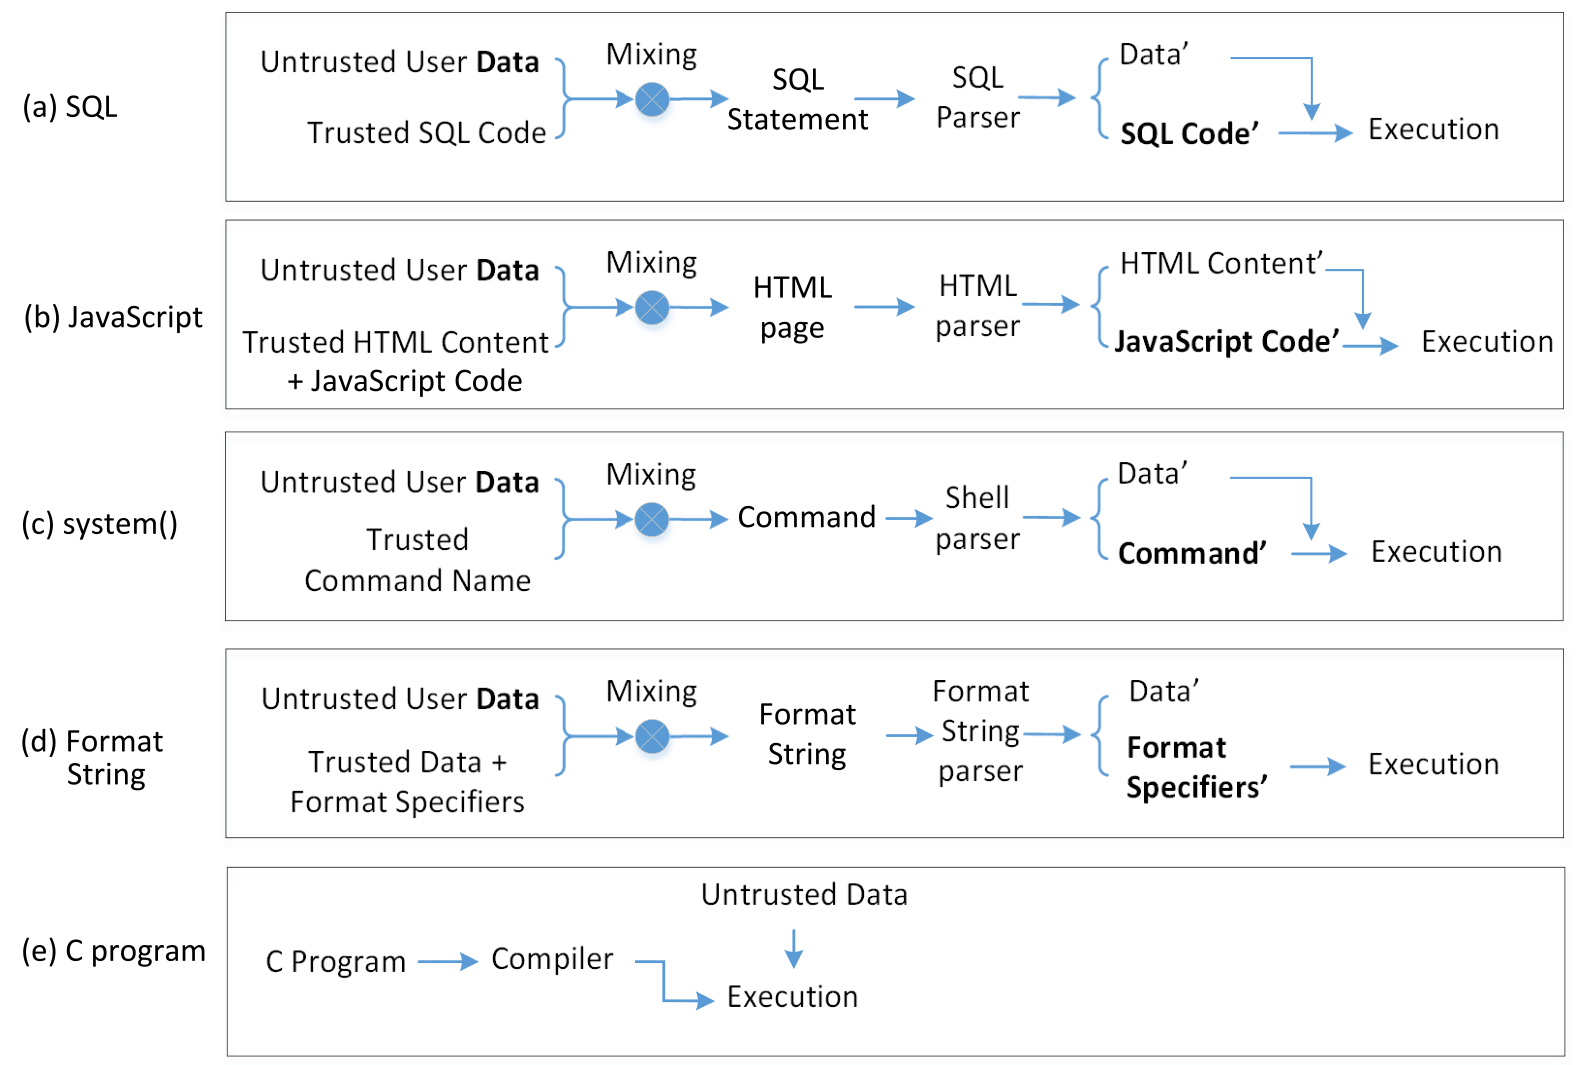 (a) SQL
Untrusted User Data
Trusted SQL Code
Mixing
SQL
Statement
SQL
Parser
Data’
SQL Code’
Execution
(b) JavaScript
Untrusted User Data
Trusted HTML Content
+ JavaScript Code
Mixing
HTML
page
HTML
parser
HTML Content’
JavaScript Code’
Execution
(c) system()
Untrusted User Data
Trusted
Command Name
Mixing
Command
Shell
parser
Data’
Command’
Execution
(d) Format
String
Untrusted User Data
Trusted Data +
Format Specifiers
Mixing
Format
String
Format
String
parser
Data’
Format
Specifiers’
Execution
(e) C program
C Program
Compiler
Untrusted Data
Execution